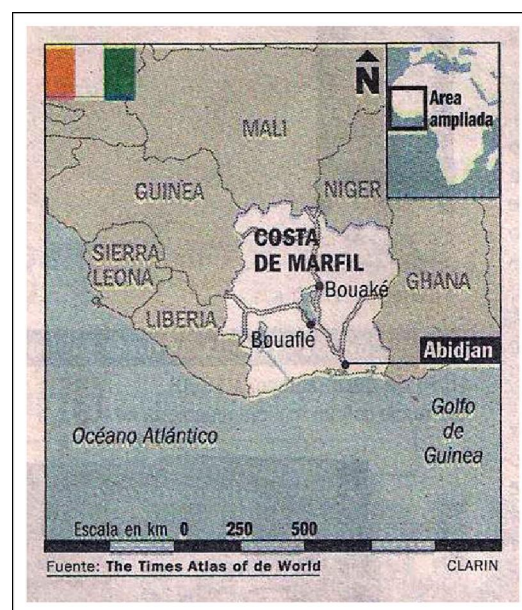 N
Area
ampliada
MALI
GUINEA
NIGER
COSTA
DE MARFIL
SIERRA
LEONA
GHANA
Bouaké
LIBERIA
Bouaflé
Abidjan
Golfo
de
Guinea
Océano Atlántico
Escala en km 0 250 500
Fuente: The Times Atlas of de World
CLARIN